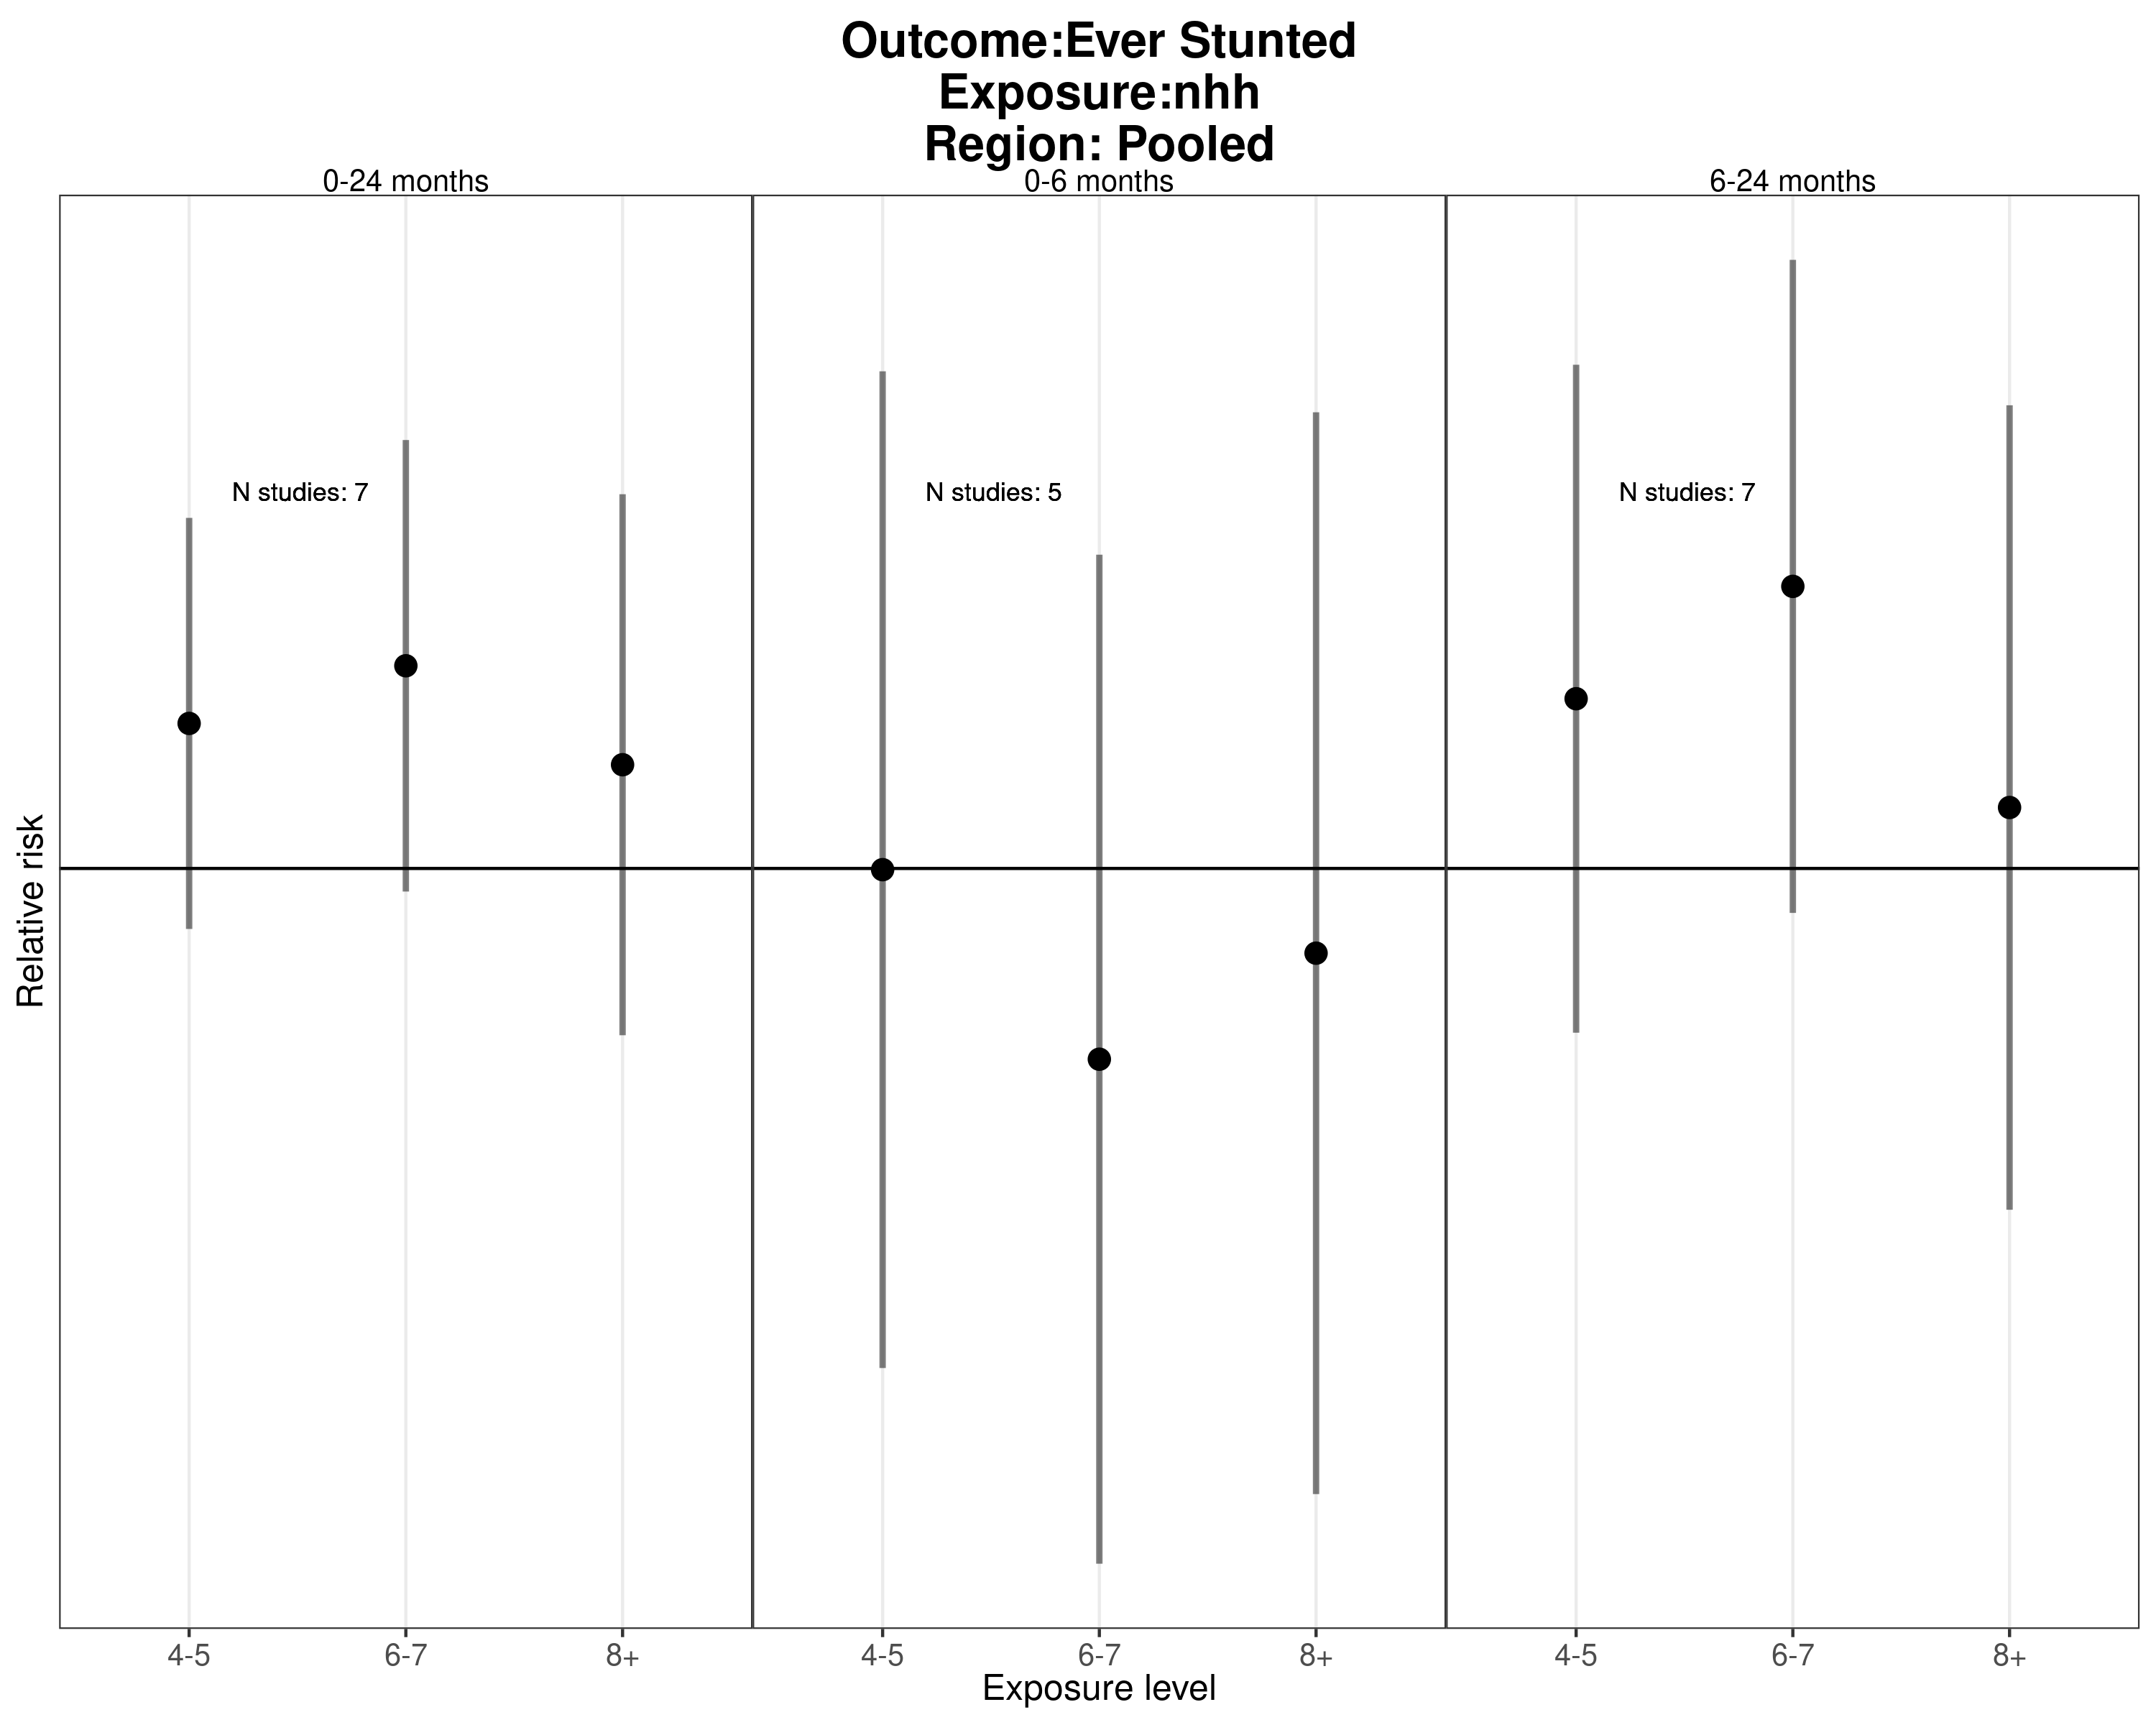 Outcome:Ever Stunted
Exposure:nhh
Region: Pooled
0-24 months
0-6 months
6-24 months
N studies: 7
N studies: 5
N studies: 7
Relative risk
4-5
6-7
8+
4-5
6-7
8+
4-5
6-7
8+
Exposure level